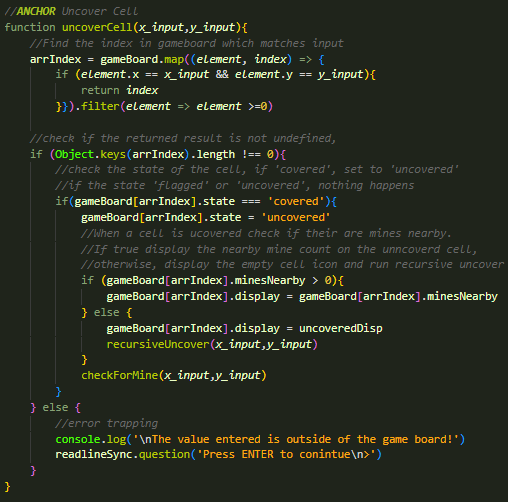 //ANCHOR Uncover Cell
function uncoverCell(x_input,y_input){
//Find the index in gameboard which matches input
arrIndex = gameBoard.map((element, index) => {
if (element.x == x_input && element.y == y_input){
return index
}}).filter(element => element >=0)
//check if the returned result is not undefined,
if (Object.keys(arrIndex).length !== 0){
//check the state of the cell, if 'covered', set to 'uncovered'
//if the state 'flagged' or 'uncovered', nothing happens
if(gameBoard[arrIndex].state === 'covered'){
gameBoard[arrIndex].state = 'uncovered'
//When a cell is ucovered check if their are mines nearby.
//If true display the nearby mine count on the unncoverd cell,
//otherwise, display the empty cell icon and run recursive uncover
if (gameBoard[arrIndex].minesNearby > 0){
gameBoard[arrIndex].display = gameBoard[arrIndex].minesNearby
} else {
gameBoard[arrIndex].display = uncoveredDisp
recursiveUncover(x_input,y_input)
}
checkForMine(x_input,y_input)
}
} else {
//error trapping
console.log('\nThe value entered is outside of the game board!')
readlineSync.question('Press ENTER to conintue\n>')
}
}